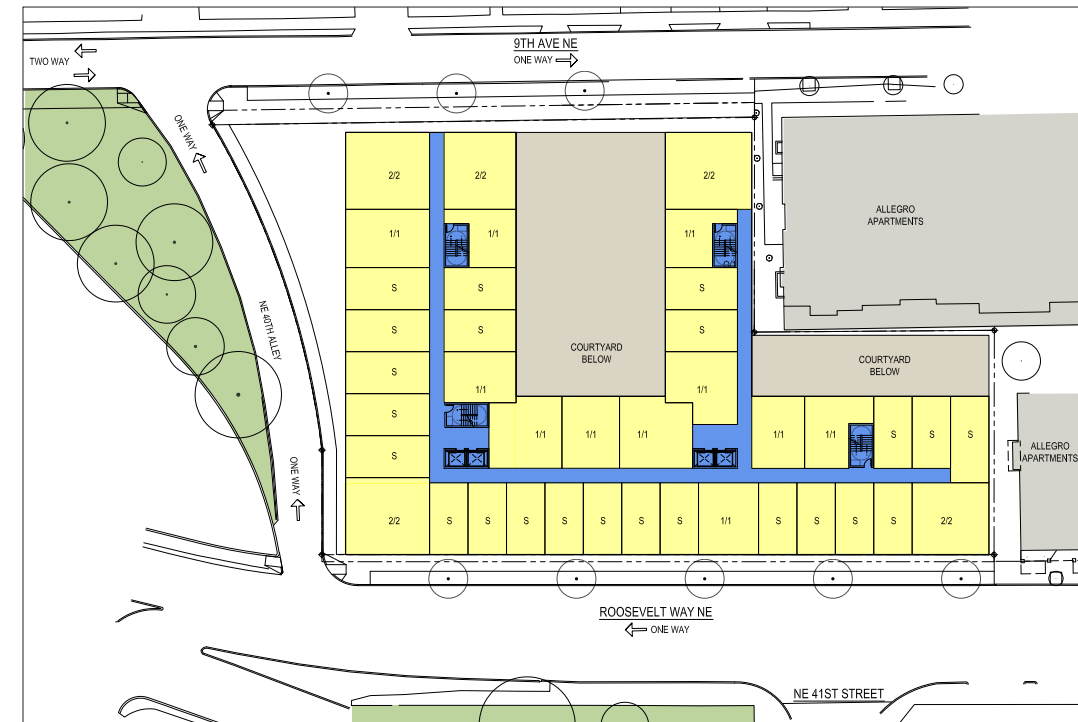 9TH AVE NE
ONE WAY
TWO WAY
ONE WAY
2/2
2/2
2/2
ALLEGRO
APARTMENTS
1/1
1/1
1/1
S
S
S
NE 40TH ALLEY
S
S
S
COURTYARD
BELOW
COURTYARD
BELOW
S
1/1
1/1
S
1/1
1/1
1/1
1/1
1/1
S
S
S
ALLEGRO
APARTMENTS
S
ONE WAY
2/2
S
S
S
S
S
S
S
1/1
S
S
S
S
2/2
ROOSEVELT WAY NE
ONE WAY
NE 41ST STREET